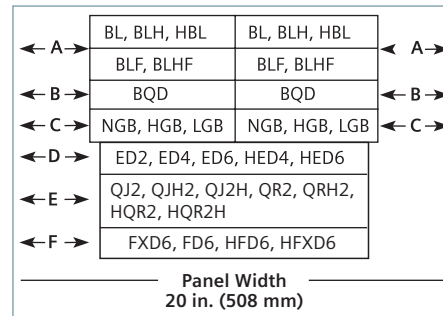 BL, BLH, HBL BL, BLH, HBL
A A
BLF, BLHF BLF, BLHF
B BQD BQD B
C NGB, HGB, LGB NGB, HGB, LGB C
D ED2, ED4, ED6, HED4, HED6
E QJ2, QJH2, QJ2H, QR2, QRH2,
HQR2, HQR2H
F FXD6, FD6, HFD6, HFXD6
Panel Width
20 in. (508 mm)